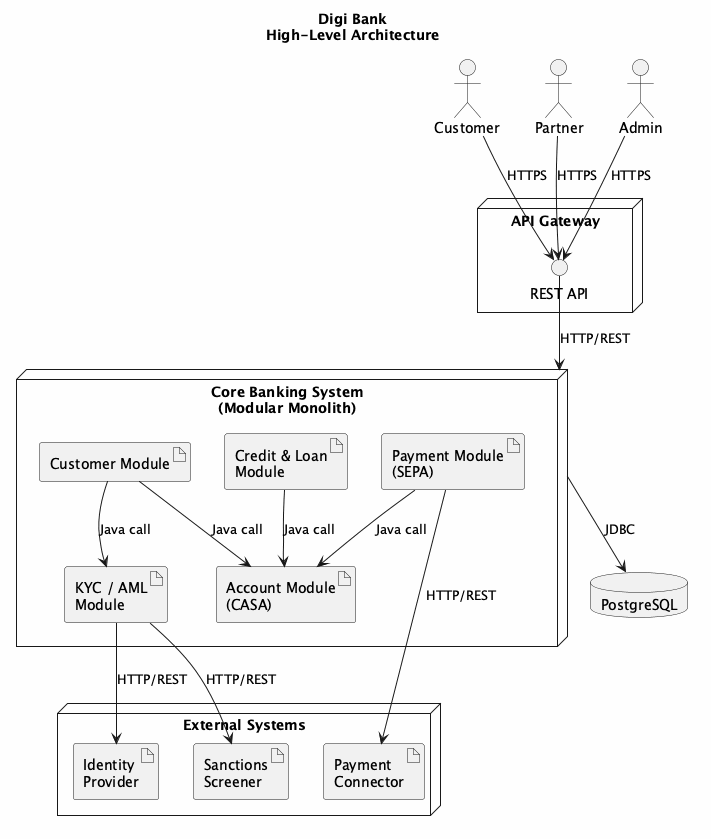 Digi Bank
High-Level Architecture
Customer
Partner
Admin
HTTPS
HTTPS
HTTPS
API Gateway
REST API
HTTP/REST
Core Banking System
(Modular Monolith)
Customer Module
Credit & Loan
Module
Payment Module
(SEPA)
Java call
Java call
Java call
Java call
JDBC
KYC / AML
Module
Account Module
(CASA)
HTTP/REST
PostgreSQL
HTTP/REST
HTTP/REST
External Systems
Identity
Provider
Sanctions
Screener
Payment
Connector